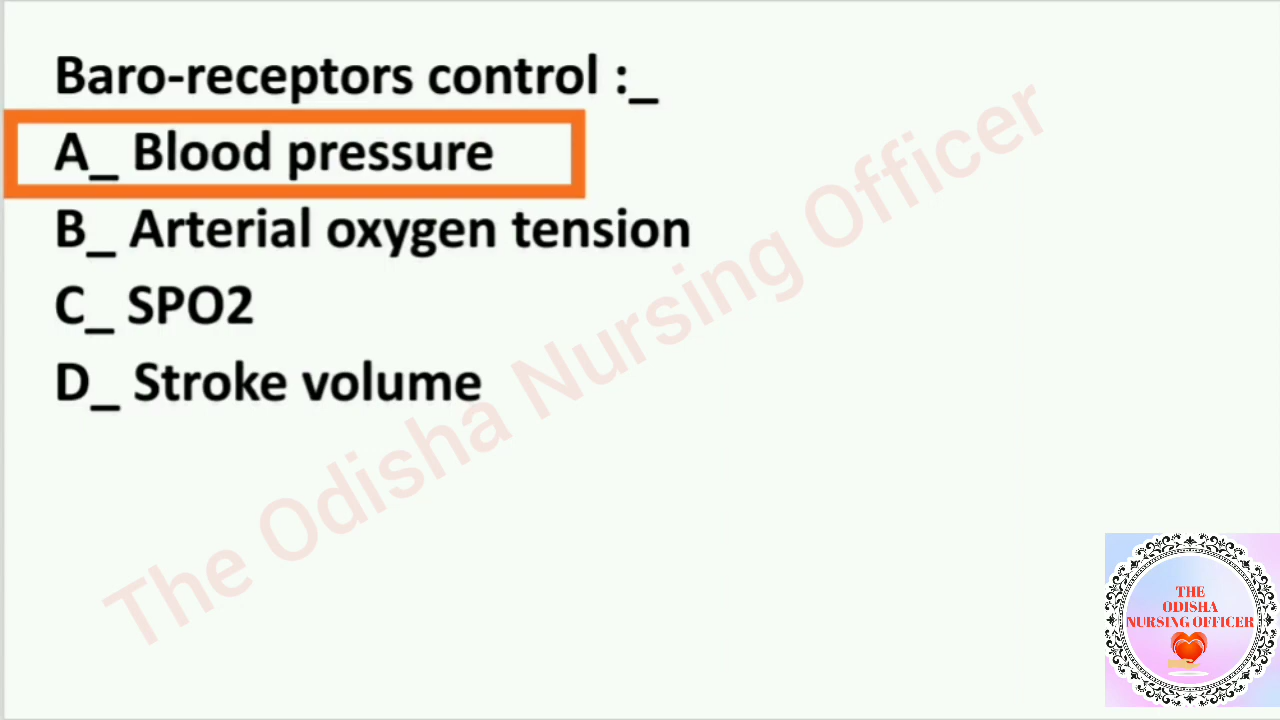 Baro-receptors control :_
A_ Blood pressure
B_ Arterial oxygen tension
C_ SPO2
D_ Stroke volume
The Odisha Nursing Officer
THE
ODISHA
NURSING OFFICER